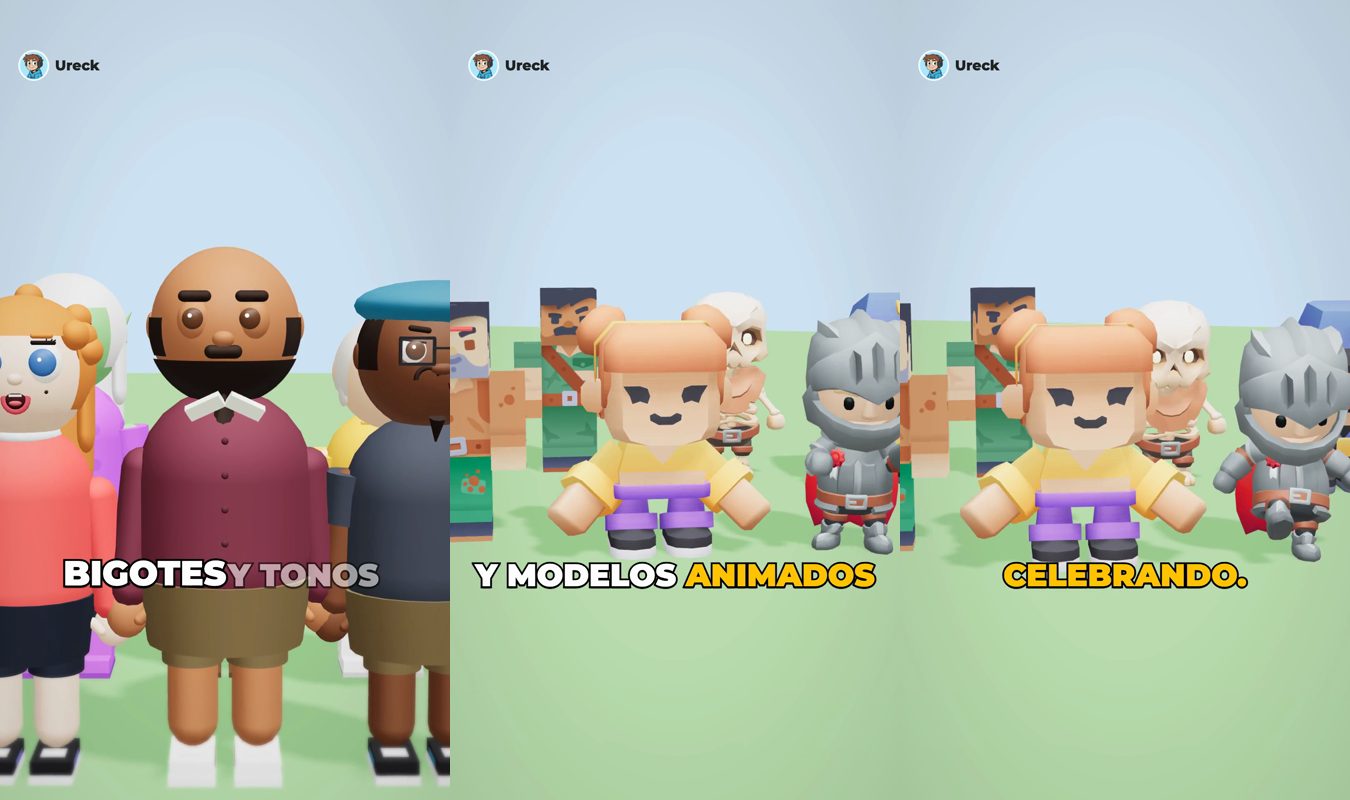 Ureck
BIGOTES Y TONOS
Ureck
Y MODELOS ANIMADOS
Ureck
CELEBRANDO.